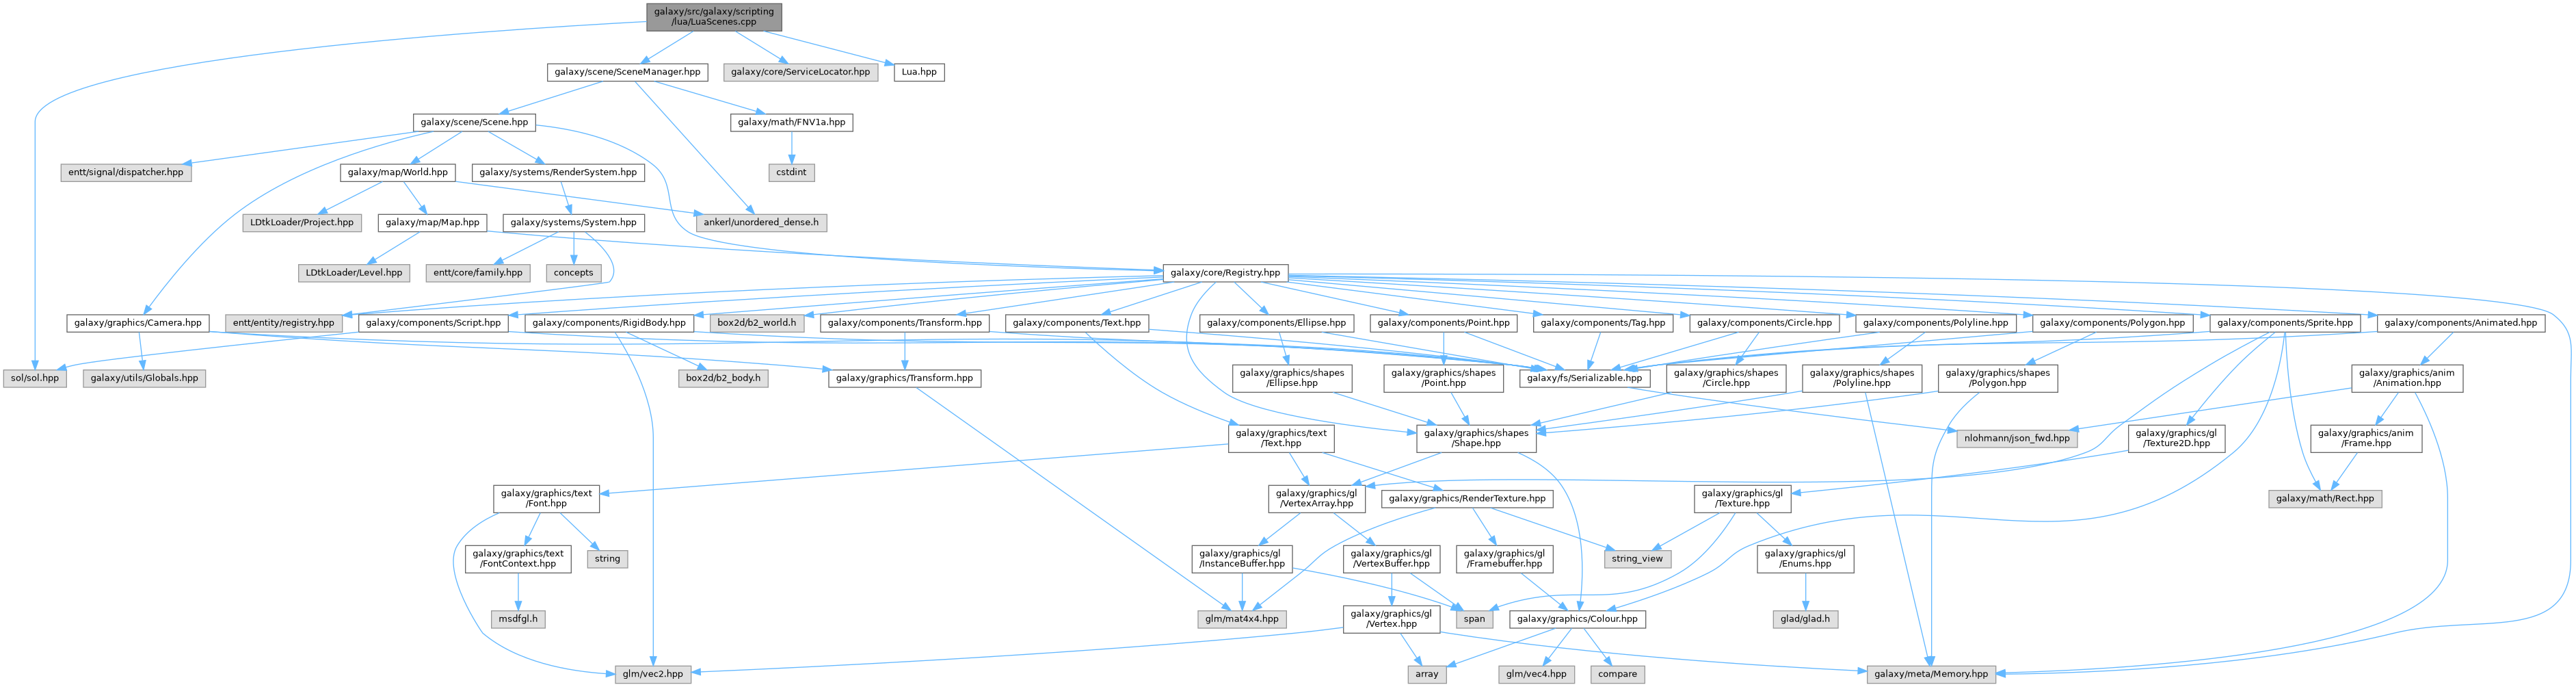 galaxy/src/galaxy/scripting
/lua/LuaScenes.cpp
galaxy/scene/SceneManager.hpp
galaxy/core/ServiceLocator.hpp
Lua.hpp
galaxy/scene/Scene.hpp
galaxy/math/FNV1a.hpp
entt/signal/dispatcher.hpp
galaxy/map/World.hpp
galaxy/systems/RenderSystem.hpp
cstdint
LDtkLoader/Project.hpp
galaxy/map/Map.hpp
galaxy/systems/System.hpp
ankerl/unordered_dense.h
LDtkLoader/Level.hpp
entt/core/family.hpp
concepts
galaxy/core/Registry.hpp
galaxy/graphics/Camera.hpp
entt/entity/registry.hpp
galaxy/components/Script.hpp
galaxy/components/RigidBody.hpp
box2d/b2_world.h
galaxy/components/Transform.hpp
galaxy/components/Text.hpp
galaxy/components/Ellipse.hpp
galaxy/components/Point.hpp
galaxy/components/Tag.hpp
galaxy/components/Circle.hpp
galaxy/components/Polyline.hpp
galaxy/components/Polygon.hpp
galaxy/components/Sprite.hpp
galaxy/components/Animated.hpp
sol/sol.hpp
galaxy/utils/Globals.hpp
box2d/b2_body.h
galaxy/graphics/Transform.hpp
galaxy/graphics/shapes
/Ellipse.hpp
galaxy/graphics/shapes
/Point.hpp
galaxy/fs/Serializable.hpp
galaxy/graphics/shapes
/Circle.hpp
galaxy/graphics/shapes
/Polyline.hpp
galaxy/graphics/shapes
/Polygon.hpp
galaxy/graphics/anim
/Animation.hpp
galaxy/graphics/text
/Text.hpp
galaxy/graphics/shapes
/Shape.hpp
nlohmann/json_fwd.hpp
galaxy/graphics/gl
/Texture2D.hpp
galaxy/graphics/anim
/Frame.hpp
galaxy/graphics/text
/Font.hpp
galaxy/graphics/gl
/VertexArray.hpp
galaxy/graphics/RenderTexture.hpp
galaxy/graphics/gl
/Texture.hpp
galaxy/math/Rect.hpp
galaxy/graphics/text
/FontContext.hpp
string
galaxy/graphics/gl
/InstanceBuffer.hpp
galaxy/graphics/gl
/VertexBuffer.hpp
galaxy/graphics/gl
/Framebuffer.hpp
string_view
galaxy/graphics/gl
/Enums.hpp
msdfgl.h
glm/mat4x4.hpp
galaxy/graphics/gl
/Vertex.hpp
span
galaxy/graphics/Colour.hpp
glad/glad.h
glm/vec2.hpp
array
glm/vec4.hpp
compare
galaxy/meta/Memory.hpp